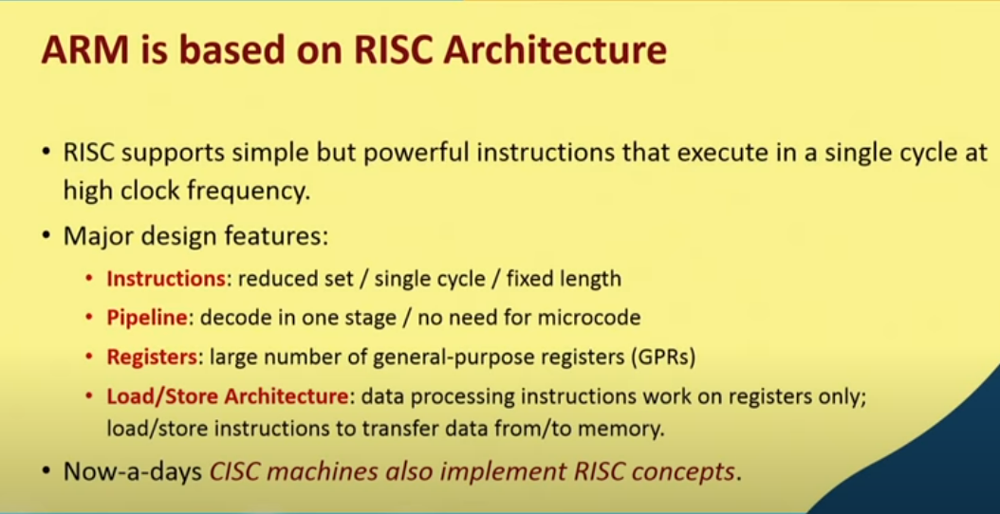 ARM is based on RISC Architecture
• RISC supports simple but powerful instructions that execute in a single cycle at
high clock frequency.
• Major design features:
• Instructions: reduced set / single cycle / fixed length
• Pipeline: decode in one stage / no need for microcode
• Registers: large number of general-purpose registers (GPRs)
• Load/Store Architecture: data processing instructions work on registers only;
load/store instructions to transfer data from/to memory.
• Now-a-days CISC machines also implement RISC concepts.